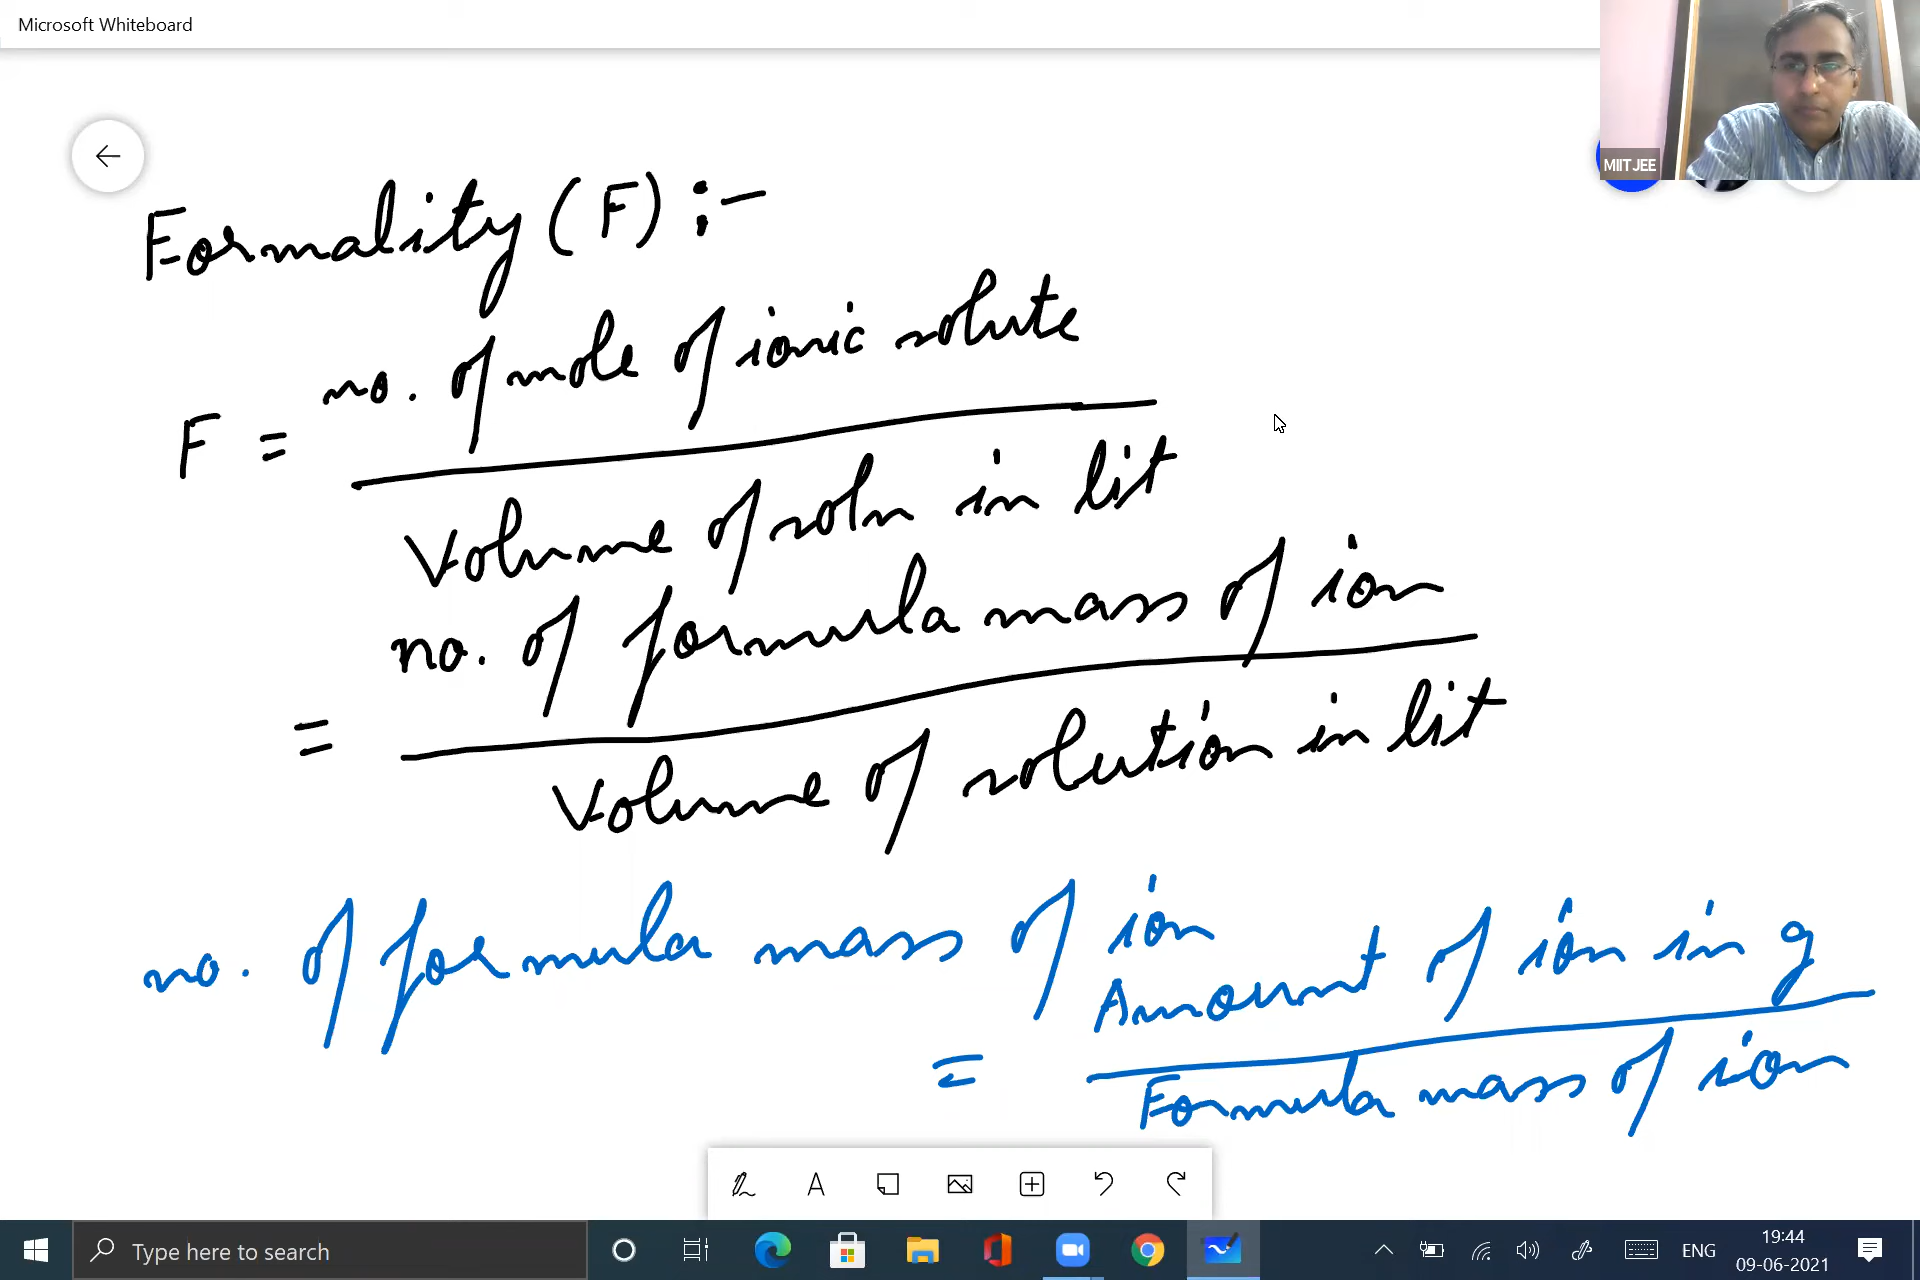 Microsoft Whiteboard
MIIT JEE
Formality (F) :-
no. of mole of ionic solute
F =
Volume of soln in lit
no. of formula mass of ion
=
Volume of solution in lit
no. of formula mass of ion
Amount of ion in g
=
Formula mass of ion
Type here to search
ENG
19:44
09-06-2021